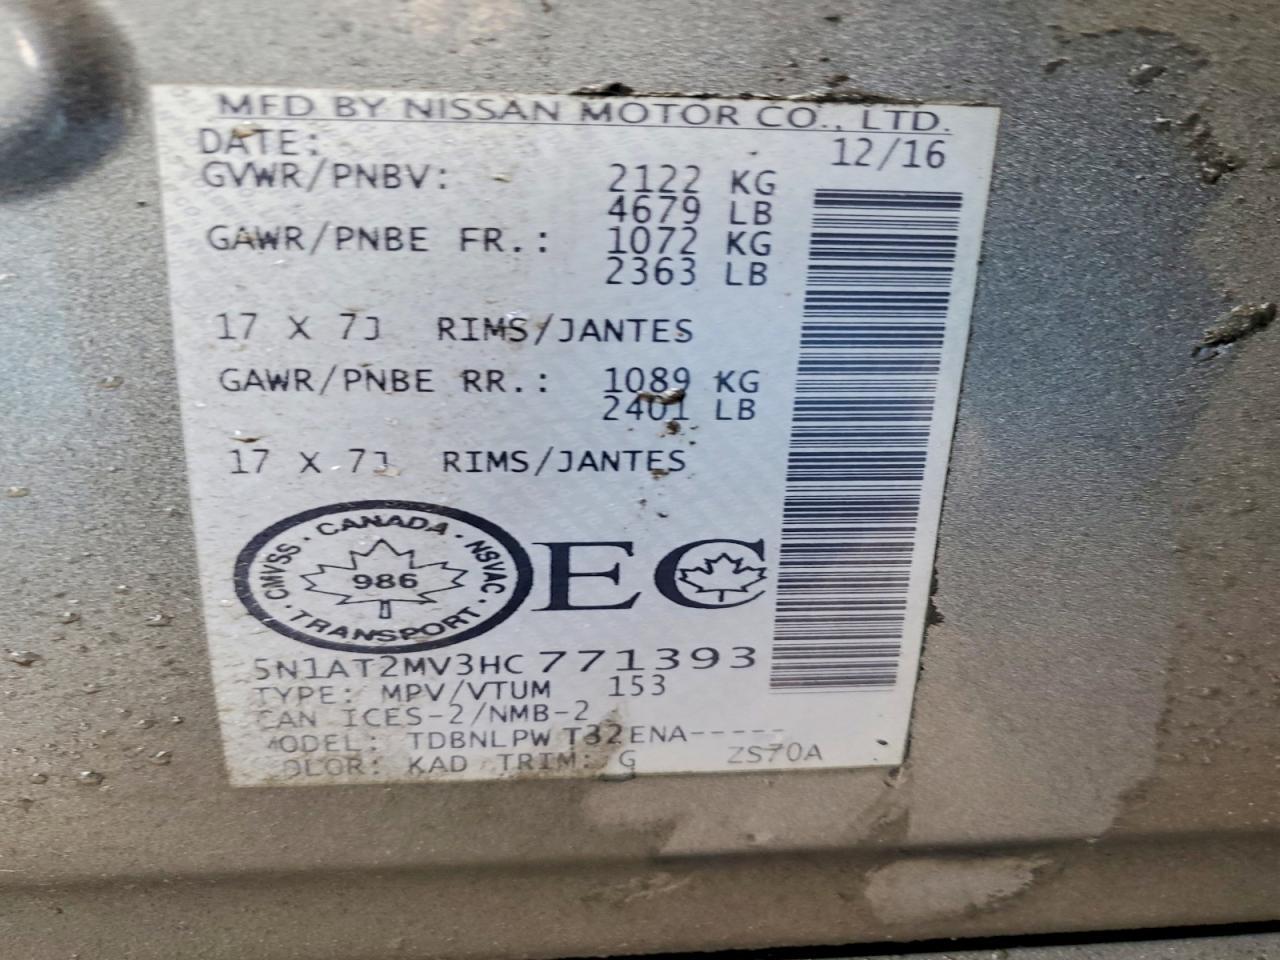 MFD BY NISSAN MOTOR CO., LTD.
DATE: 12/16
GVWR/PNBV: 2122 KG
4679 LB
GAWR/PNBE FR.: 1072 KG
2363 LB
17 X 7J RIMS/JANTES
GAWR/PNBE RR.: 1089 KG
2401 LB
17 X 7J RIMS/JANTES
CANADA · NSVAC · TRANSPORT · CMVSS ·
986
EC
5N1AT2MV3HC771393
TYPE: MPV/VTUM 153
CAN ICES-2/NMB-2
MODEL: TDBNLPW T32ENA-----
COLOR: KAD TRIM: G ZS70A